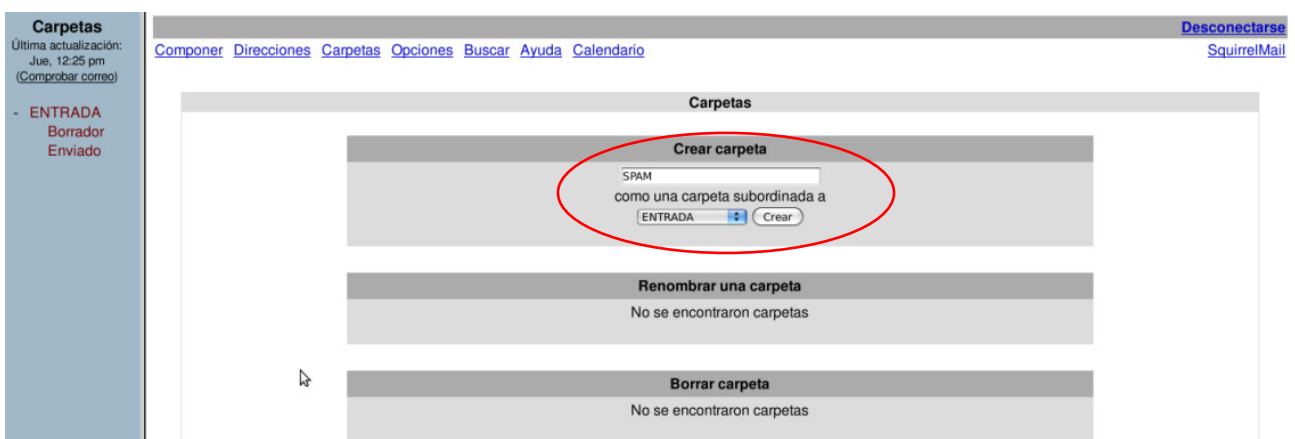 Carpetas
Última actualización:
Jue, 12:25 pm
(Comprobar correo)
- ENTRADA
Borrador
Enviado
Desconectarse
Componer Direcciones Carpetas Opciones Buscar Ayuda Calendario SquirrelMail
Carpetas
Crear carpeta
SPAM
como una carpeta subordinada a
ENTRADA Crear
Renombrar una carpeta
No se encontraron carpetas
Borrar carpeta
No se encontraron carpetas